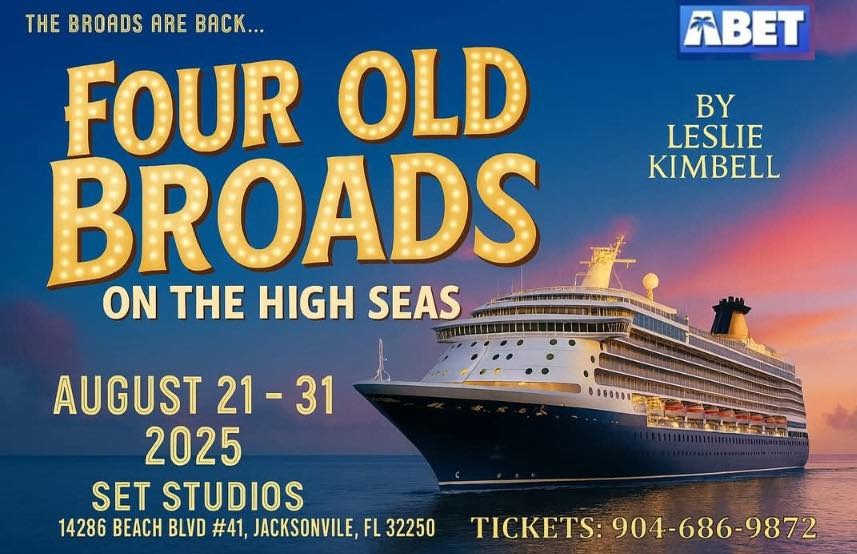 THE BROADS ARE BACK...
ABET
FOUR OLD
BROADS
ON THE HIGH SEAS
BY
LESLIE
KIMBELL
AUGUST 21 - 31
2025
SET STUDIOS
14286 BEACH BLVD #41, JACKSONVILE, FL 32250
TICKETS: 904-686-9872